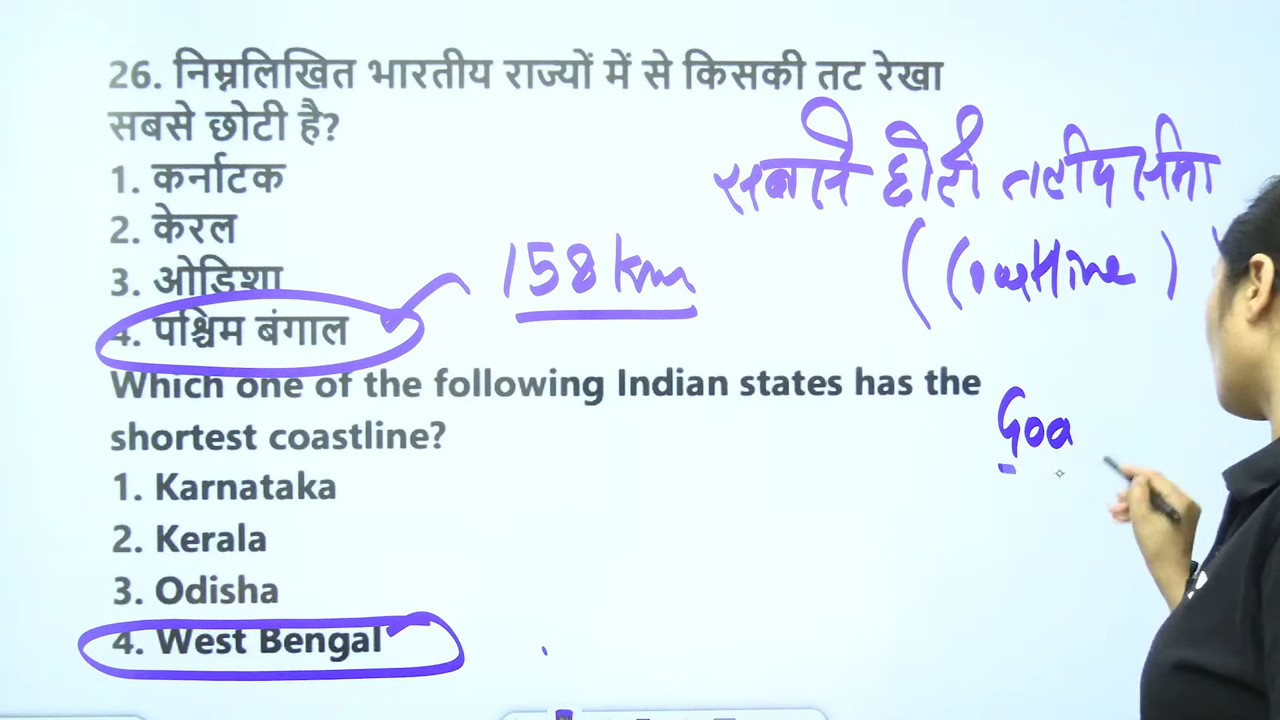 26. निम्नलिखित भारतीय राज्यों में से किसकी तट रेखा
सबसे छोटी है?
1. कर्नाटक
2. केरल
3. ओडिशा
4. पश्चिम बंगाल
158 km
सबसे छोटी तटीय सीमा
(Coastline)
Which one of the following Indian states has the
shortest coastline?
1. Karnataka
2. Kerala
3. Odisha
4. West Bengal
Goa